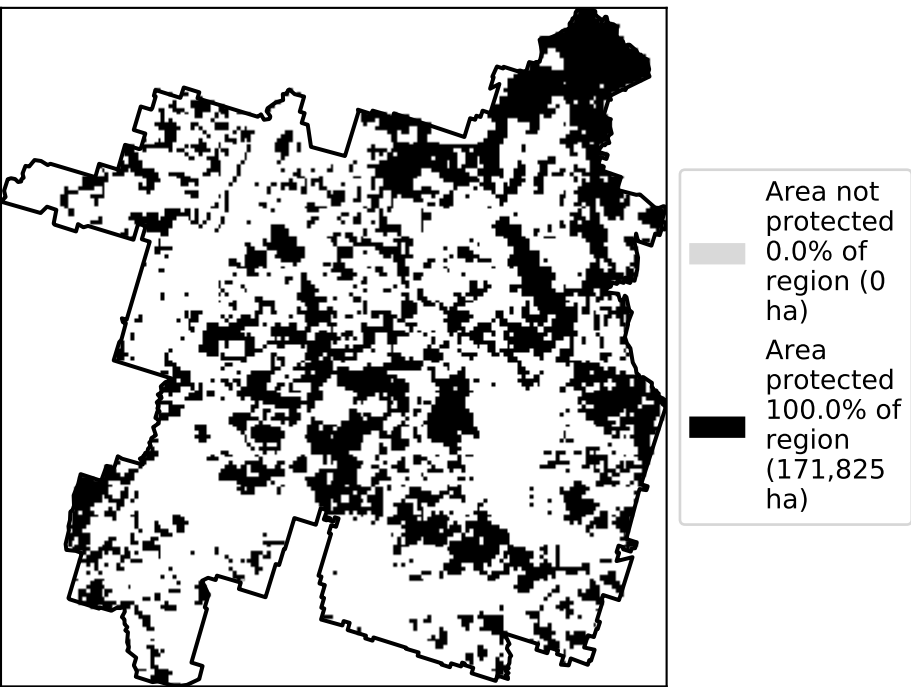 Area not
protected
0.0% of
region (0
ha)
Area
protected
100.0% of
region
(171,825
ha)